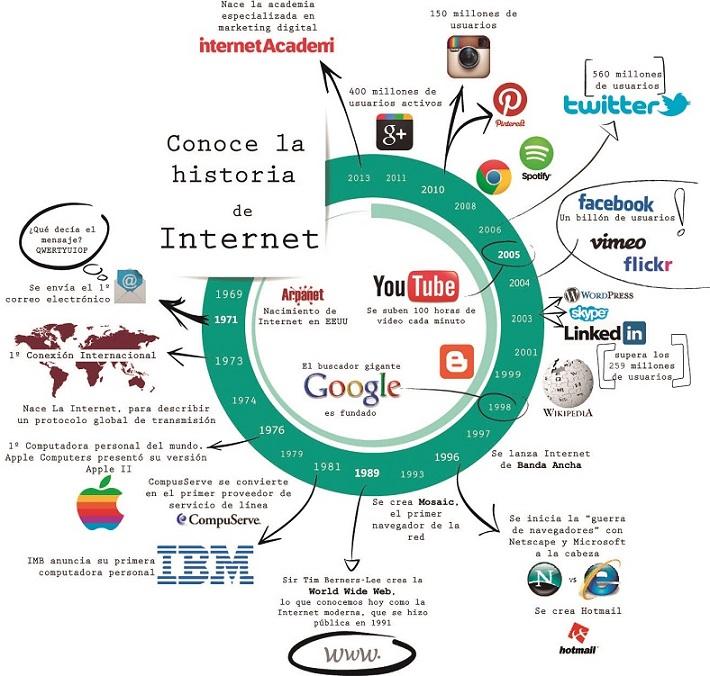 Conoce la
historia
de
Internet
1969
Arpanet
Nacimiento de
Internet en EEUU
1971
¿Qué decía el
mensaje?
QWERTYUIOP
Se envía el 1º
correo electrónico
@
1973
1º Conexión Internacional
1974
Nace La Internet, para describir
un protocolo global de transmisión
1976
1º Computadora personal del mundo.
Apple Computers presentó su versión
Apple II
1979
CompusServe se convierte
en el primer proveedor de
servicio de línea
CompuServe.
1981
IMB anuncia su primera
computadora personal
IBM
1989
Sir Tim Berners-Lee crea la
World Wide Web,
lo que conocemos hoy como la
Internet moderna, que se hizo
pública en 1991
www.
1993
Se crea Mosaic,
el primer
navegador de la
red
1996
Se inicia la "guerra
de navegadores" con
Netscape y Microsoft
a la cabeza
N vs e
Se crea Hotmail
hotmail
1997
Se lanza Internet
de Banda Ancha
1998
El buscador gigante
Google
es fundado
1999
2001
WIKIPEDIA
2003
WORDPRESS
skype
Linked in
supera los
259 millones
de usuarios
2004
facebook
Un billón de usuarios
!
vimeo
flickr
2005
YouTube
Se suben 100 horas de
video cada minuto
2006
560 millones
de usuarios
twitter
2008
Spotify
2010
150 millones de
usuarios
Pinterest
2011
400 millones de
usuarios activos
g+
2013
Nace la academia
especializada en
marketing digital
internetAcademi